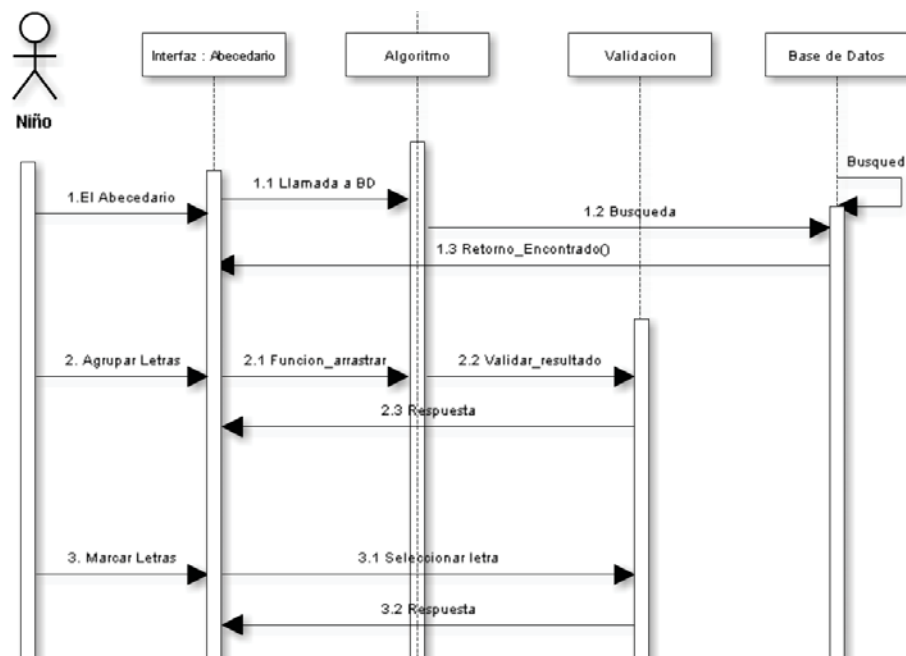 Niño
Interfaz : Abecedario
Algoritmo
Validacion
Base de Datos
Busqued
1.El Abecedario
1.1 Llamada a BD
1.2 Busqueda
1.3 Retorno_Encontrado()
2. Agrupar Letras
2.1 Funcion_arrastrar
2.2 Validar_resultado
2.3 Respuesta
3. Marcar Letras
3.1 Seleccionar letra
3.2 Respuesta